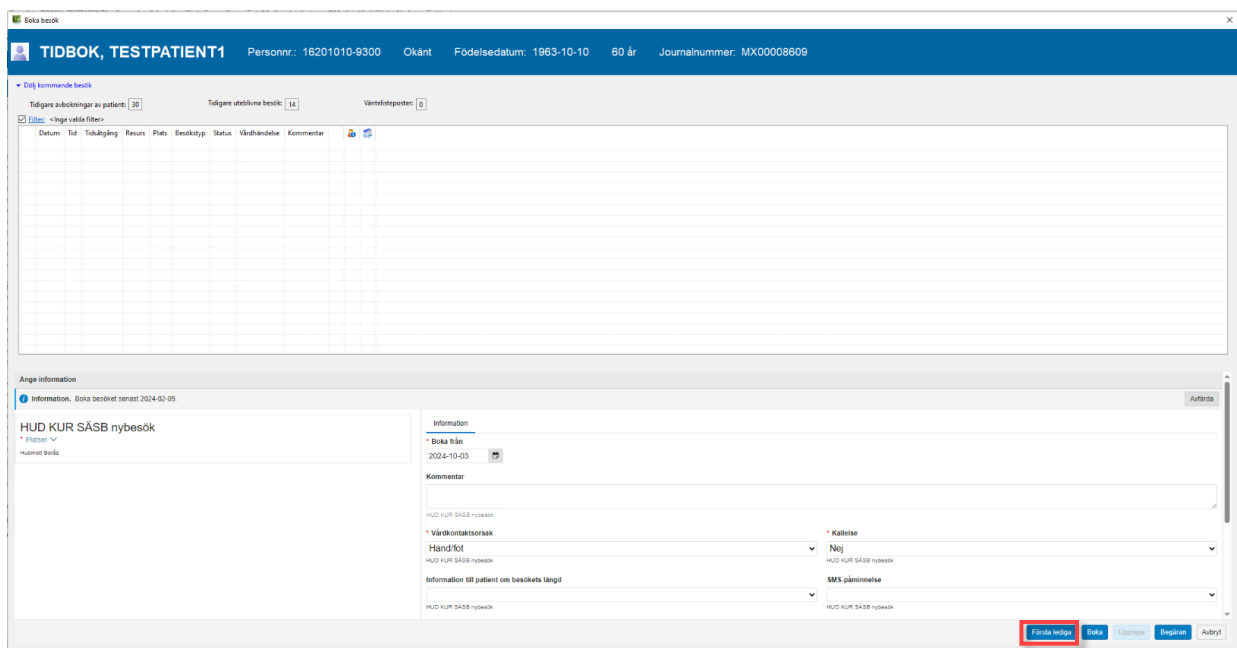 Boka besök
TIDBOK, TESTPATIENT1 Personnr.: 16201010-9300 Okänt Födelsedatum: 1963-10-10 60 år Journalnummer: MX00008609
Dölj kommande besök
Tidigare avbokningar av patient: 30 Tidigare uteblivna besök: 14 Väntelisteposter: 0
Filter: <Inga valda filter>
Datum Tid Tidsåtgång Resurs Plats Besökstyp Status Vårdhändelse Kommentar
Ange information
Information. Boka besöket senast 2024-02-05. Avfärda
HUD KUR SÄSB nybesök
* Platser
Hudmott Borås
Information
* Boka från
2024-10-03
Kommentar
HUD KUR SÄSB nybesök
* Vårdkontaktsorsak * Kallelse
Hand/fot Nej
HUD KUR SÄSB nybesök HUD KUR SÄSB nybesök
Information till patient om besökets längd SMS-påminnelse
HUD KUR SÄSB nybesök HUD KUR SÄSB nybesök
Första lediga Boka Upprepa Begäran Avbryt